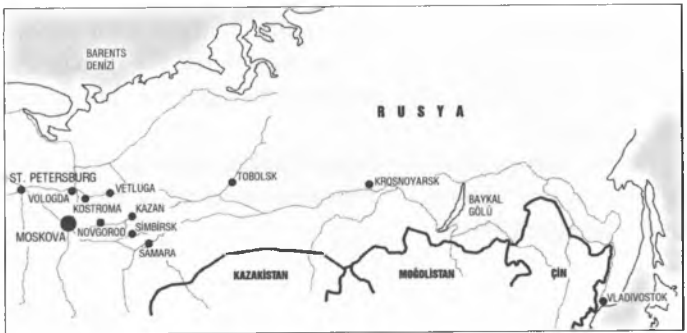 BARENTS
DENİZİ
R U S Y A
ST. PETERSBURG
VOLOGDA
VETLUGA
TOBOLSK
KROSNOYARSK
KOSTROMA
KAZAN
BAYKAL
GÖLÜ
MOSKOVA
NOVGOROD
SİMBİRSK
SAMARA
KAZAKİSTAN
MOĞOLİSTAN
ÇİN
VLADIVOSTOK